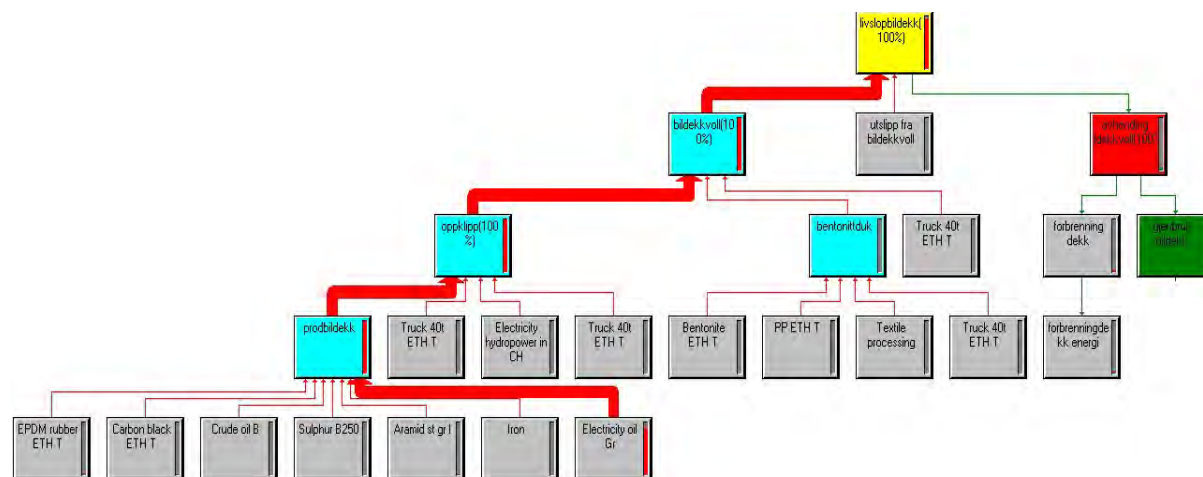 livslopbildekk(
100%)
bildekkvoll(10
0%)
utslipp fra
bildekkvoll
avhending
oppklipp(100
%)
bentonittduk
Truck 40t
ETH T
forbrenning
dekk
prodbildekk
Truck 40t
ETH T
Electricity
hydropower in
CH
Truck 40t
ETH T
Bentonite
ETH T
PP ETH T
Textile
processing
Truck 40t
ETH T
forbrenningde
kk energi
EPDM rubber
ETH T
Carbon black
ETH T
Crude oil B
Sulphur B250
Aramid st gr I
Iron
Electricity oil
Gr